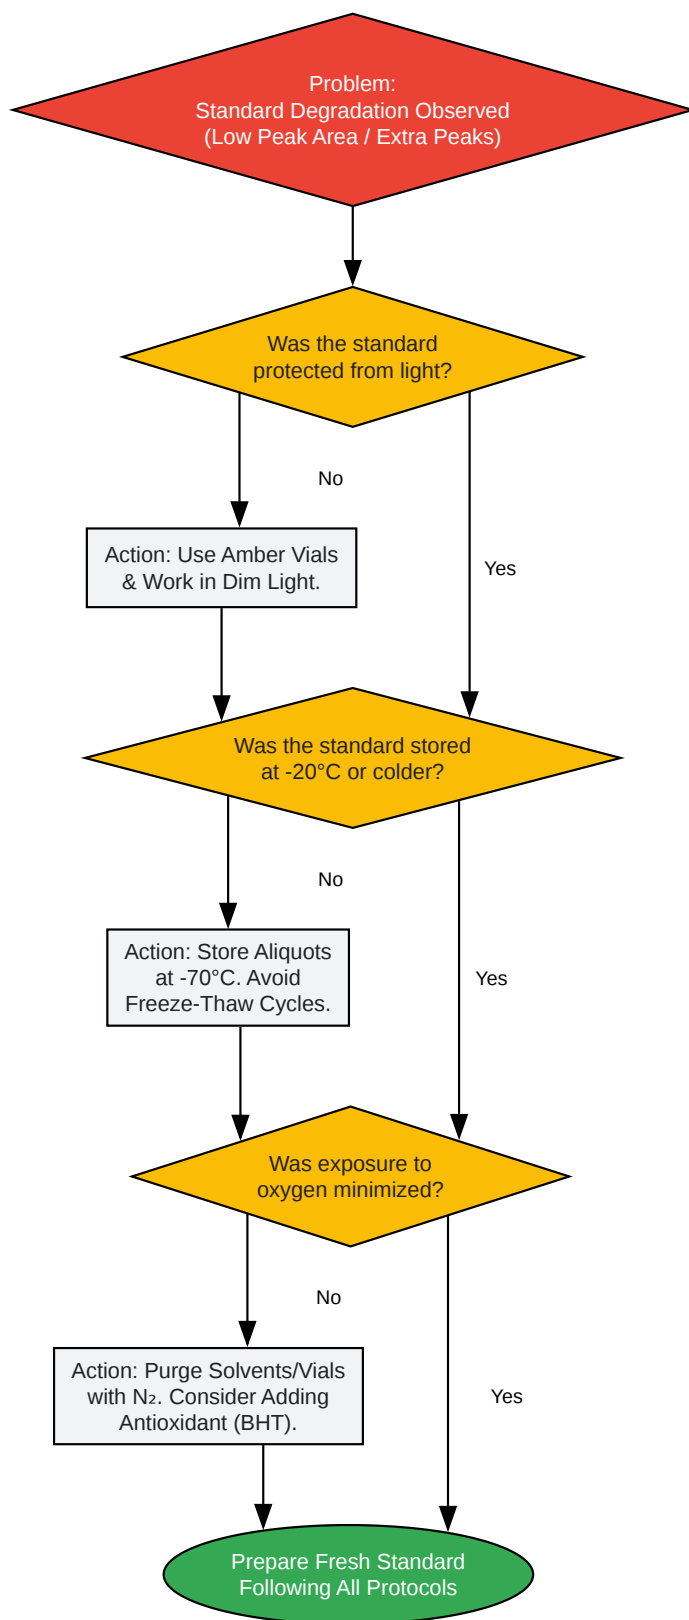 Problem:
Standard Degradation Observed
(Low Peak Area / Extra Peaks)
Was the standard
protected from light?
No
Action: Use Amber Vials
& Work in Dim Light.
Yes
Was the standard stored
at -20°C or colder?
No
Action: Store Aliquots
at -70°C. Avoid
Freeze-Thaw Cycles.
Yes
Was exposure to
oxygen minimized?
No
Action: Purge Solvents/Vials
with N₂. Consider Adding
Antioxidant (BHT).
Yes
Prepare Fresh Standard
Following All Protocols